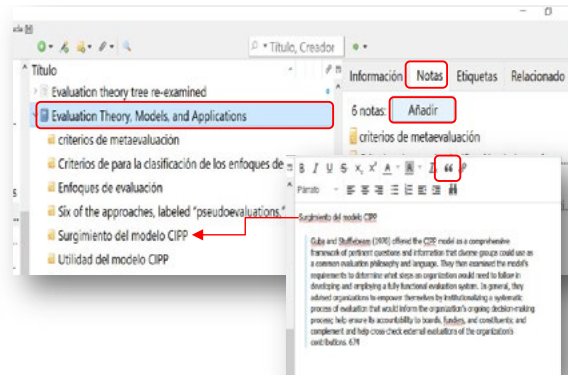 Título, Creador
Título
Evaluation theory tree re-examined
Evaluation Theory, Models, and Applications
criterios de metaevaluación
Criterios de para la clasificación de los enfoques de
Enfoques de evaluación
Six of the approaches, labeled "pseudoevaluations,"
Surgimiento del modelo CIPP
Utilidad del modelo CIPP
Información Notas Etiquetas Relacionado
6 notas: Añadir
criterios de metaevaluación
B I U S x, x' A A I
Párrafo
Surgimiento del modelo CIPP
Guba and Stufflebeam (1970) offered the CIPP model as a comprehensive
framework of pertinent questions and information that diverse groups could use as
a common evaluation philosophy and language. They then examined the model's
requirements to determine what steps an organization would need to follow in
developing and employing a fully functional evaluation system. In general, they
advised organizations to empower themselves by institutionalizing a systematic
process of evaluation that would inform the organization's ongoing decision-making
process; help ensure its accountability to boards, funders, and constituents; and
complement and help cross-check external evaluations of the organization's
contributions. 674